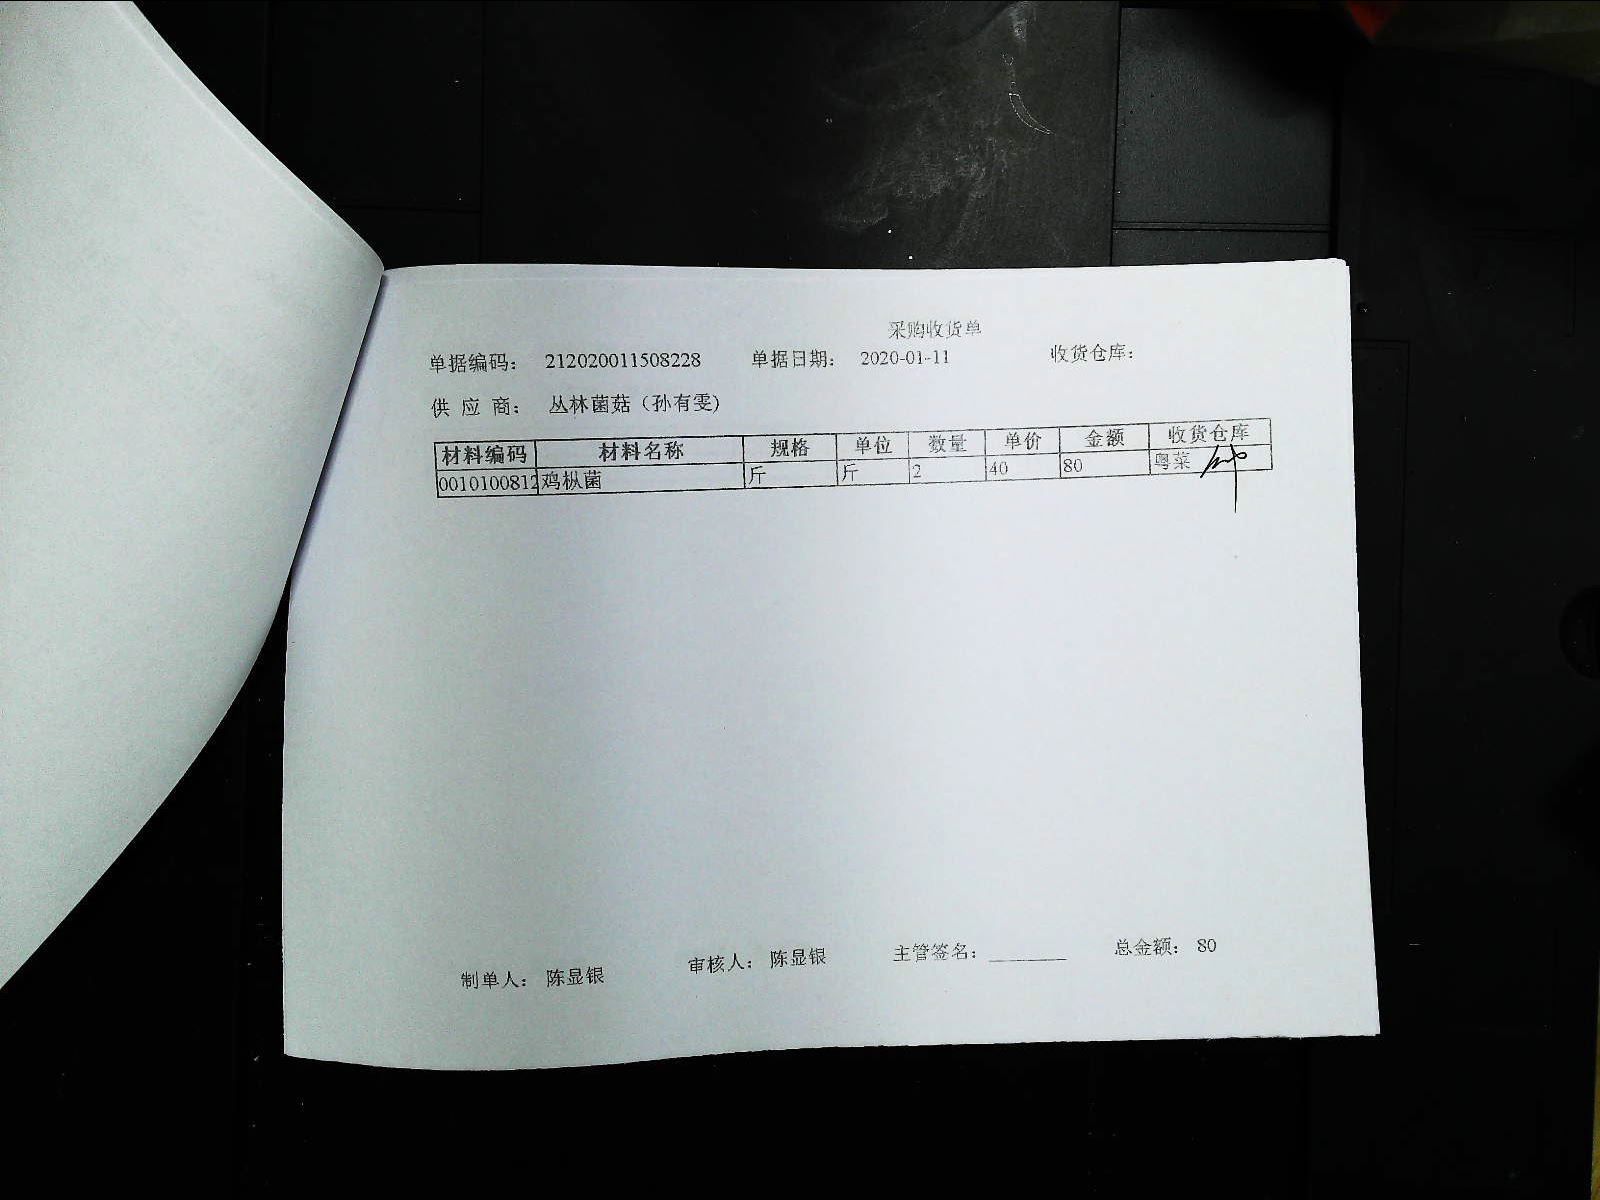 采购收货单
单据编码： 212020011508228 单据日期： 2020-01-11 收货仓库：
供 应 商： 丛林菌菇（孙有雯）
材料编码 材料名称 规格 单位 数量 单价 金额 收货仓库
0010100812 鸡枞菌 斤 斤 2 40 80 粤菜
制单人： 陈显银 审核人： 陈显银 主管签名：________ 总金额： 80